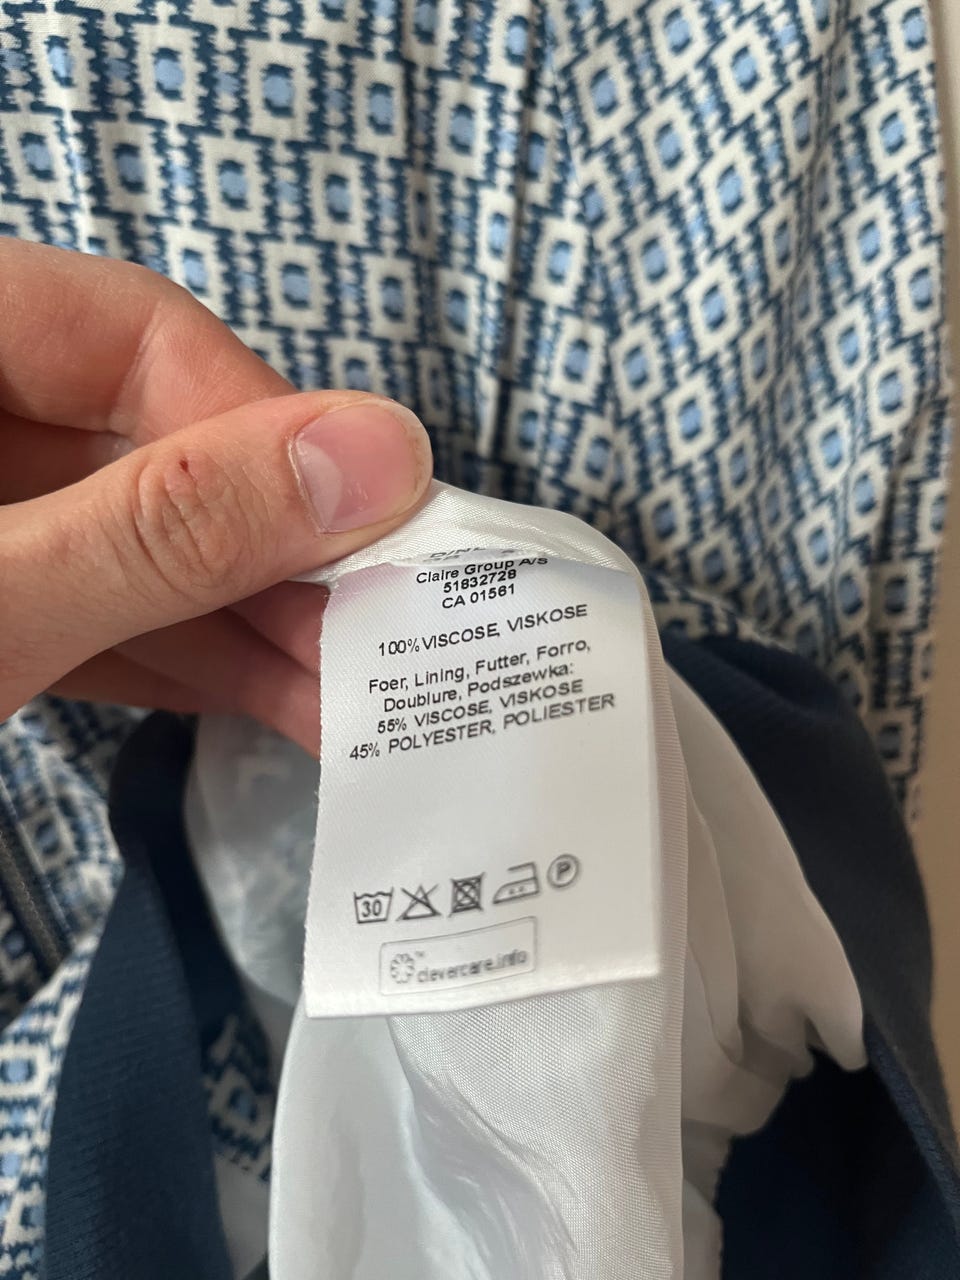 Claire Group A/S
51832728
CA 01561
100% VISCOSE, VISKOSE
Foer, Lining, Futter, Forro,
Doublure, Podszewka:
55% VISCOSE, VISKOSE
45% POLYESTER, POLIESTER
30
P
clevercare.info